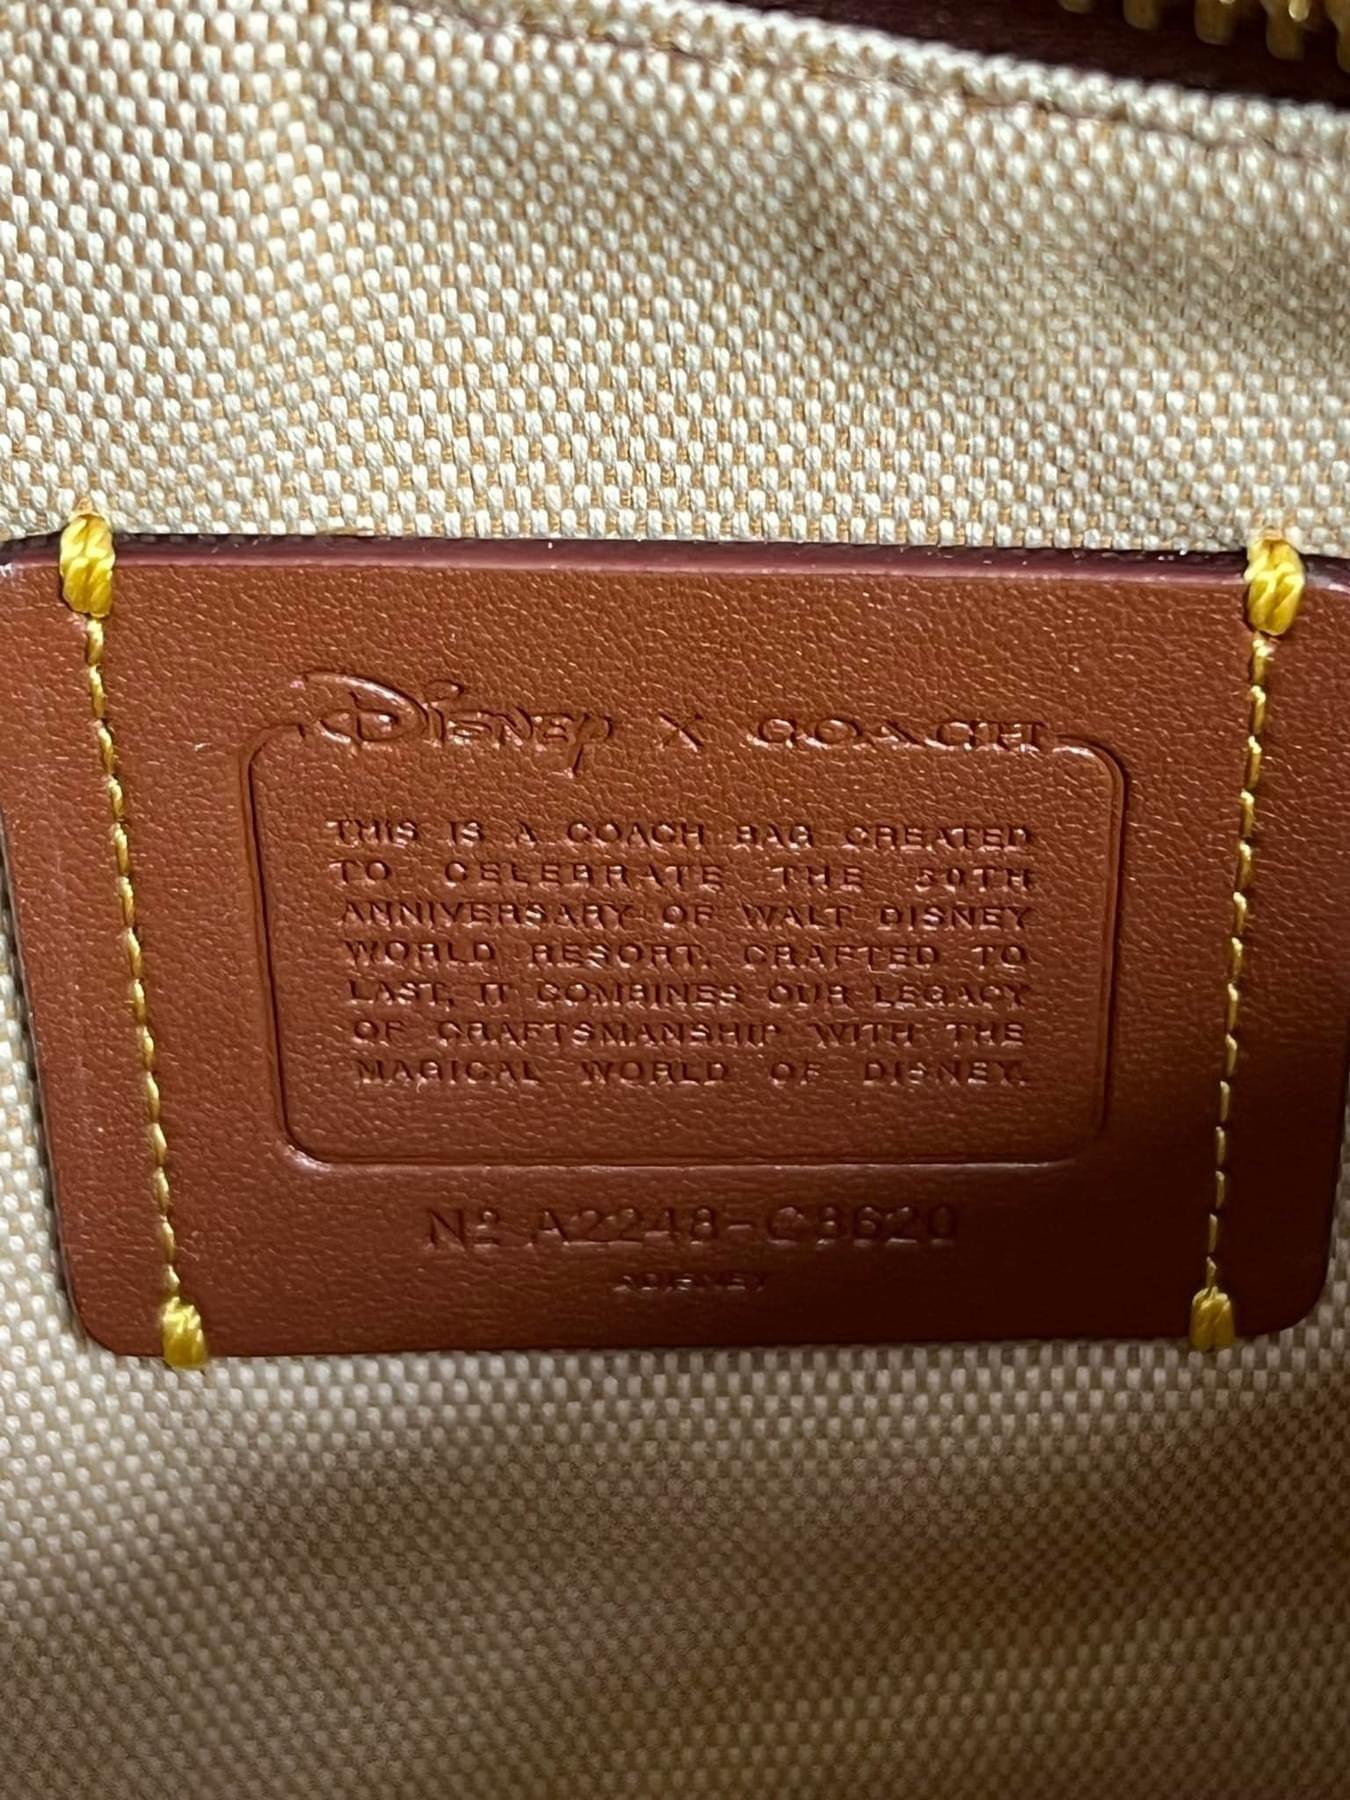 Disney X COACH
THIS IS A COACH BAG CREATED
TO CELEBRATE THE 50TH
ANNIVERSARY OF WALT DISNEY
WORLD RESORT. CRAFTED TO
LAST, IT COMBINES OUR LEGACY
OF CRAFTSMANSHIP WITH THE
MAGICAL WORLD OF DISNEY.
Nº A2248-C8620
©DISNEY